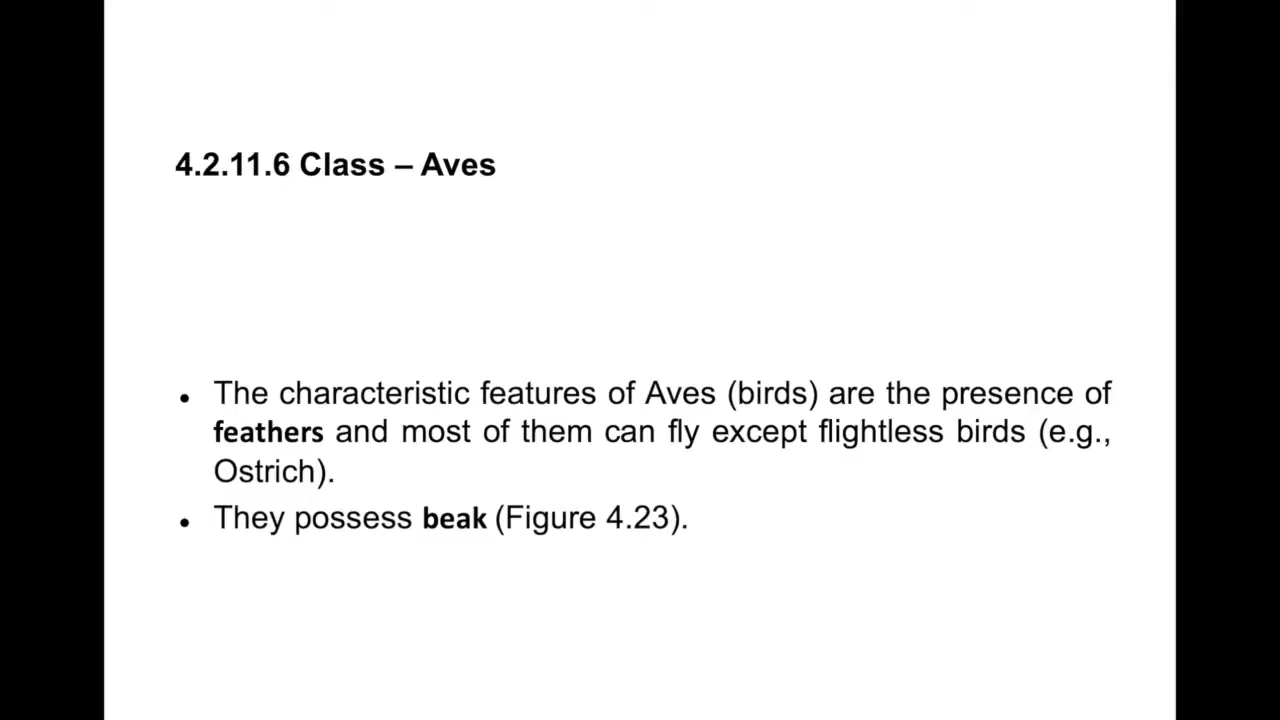 4.2.11.6 Class – Aves
• The characteristic features of Aves (birds) are the presence of
feathers and most of them can fly except flightless birds (e.g.,
Ostrich).
• They possess beak (Figure 4.23).